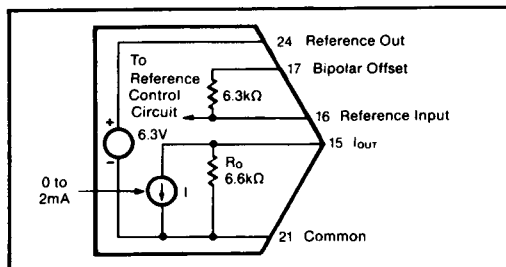 24 Reference Out
17 Bipolar Offset
To
Reference
Control
Circuit
6.3kΩ
16 Reference Input
+
6.3V
−
15 IOUT
RO
6.6kΩ
0 to
2mA
I
21 Common